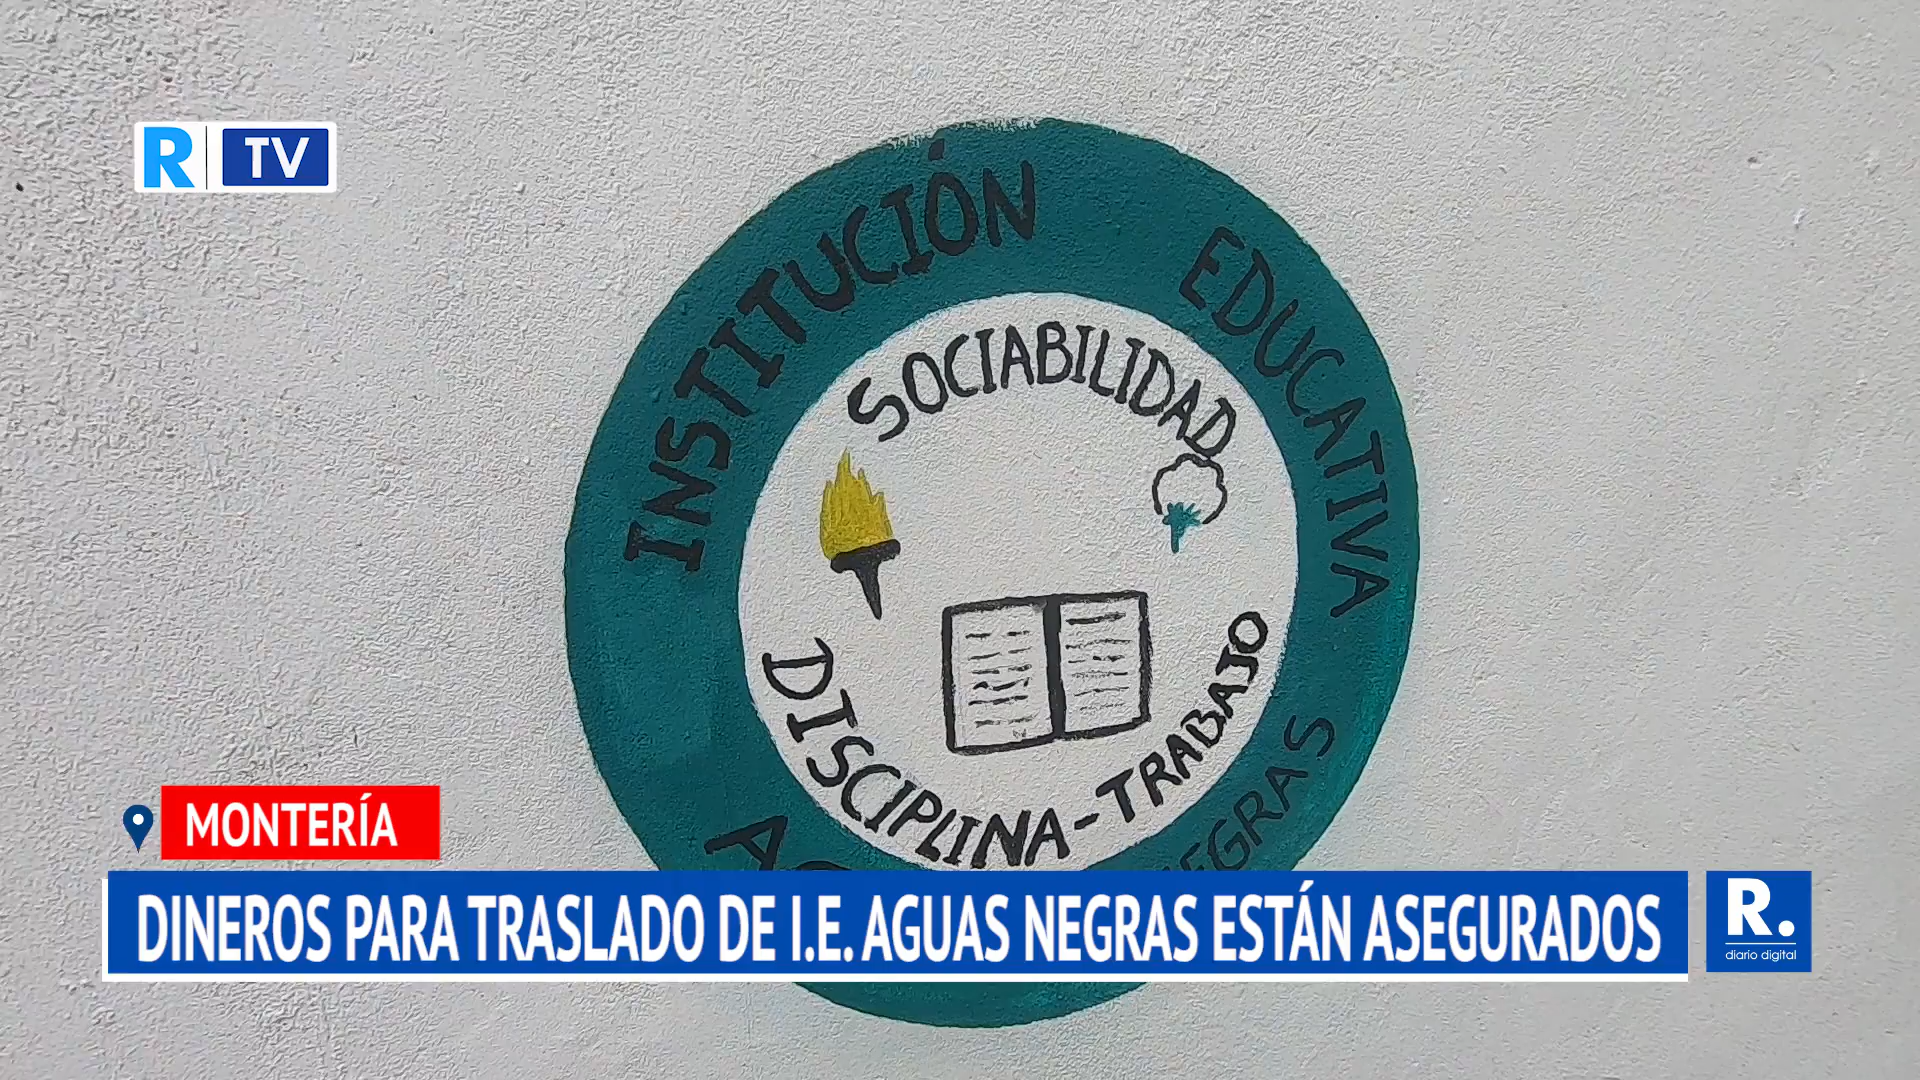 R TV
INSTITUCIÓN EDUCATIVA
SOCIABILIDAD
DISCIPLINA-TRABAJO
MONTERÍA
DINEROS PARA TRASLADO DE I.E. AGUAS NEGRAS ESTÁN ASEGURADOS
R.
diario digital